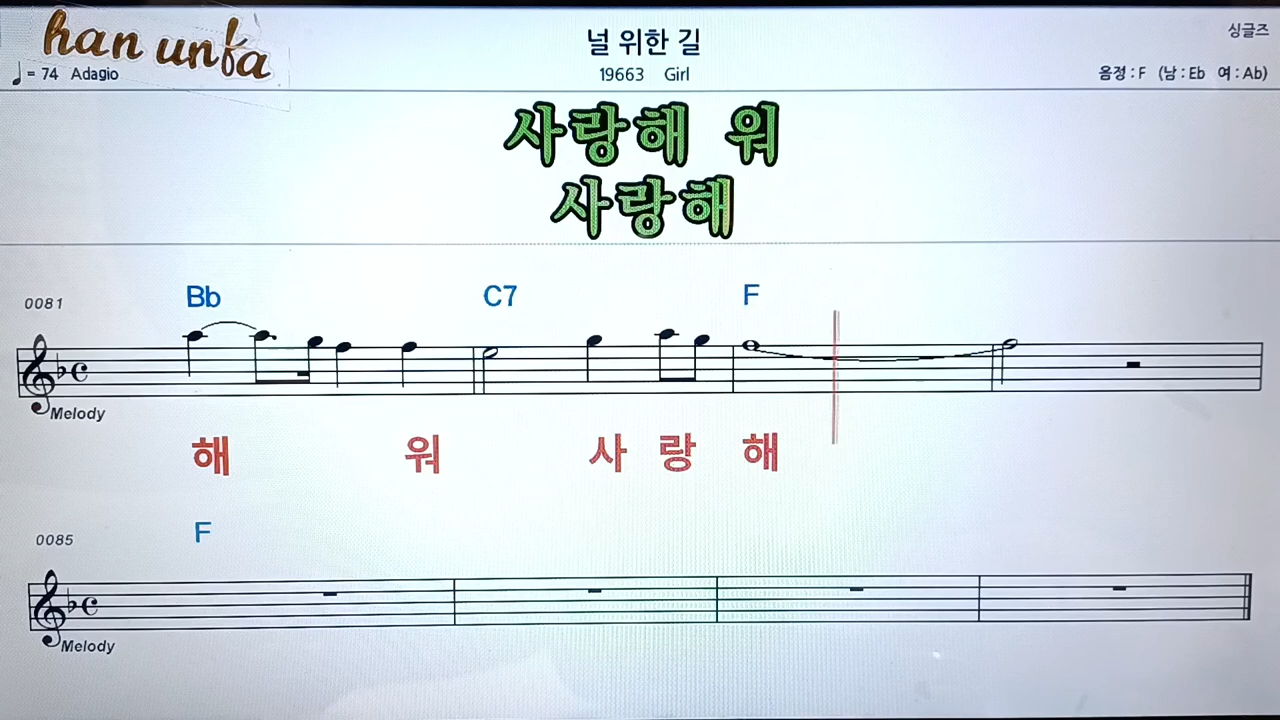 han unfa
널 위한 길
싱글즈
♩= 74 Adagio
19663 Girl
음정 : F (남 : Eb 여 : Ab)
사랑해 워
사랑해
0081
Bb C7 F
Melody
해 워 사 랑 해
0085
F
Melody